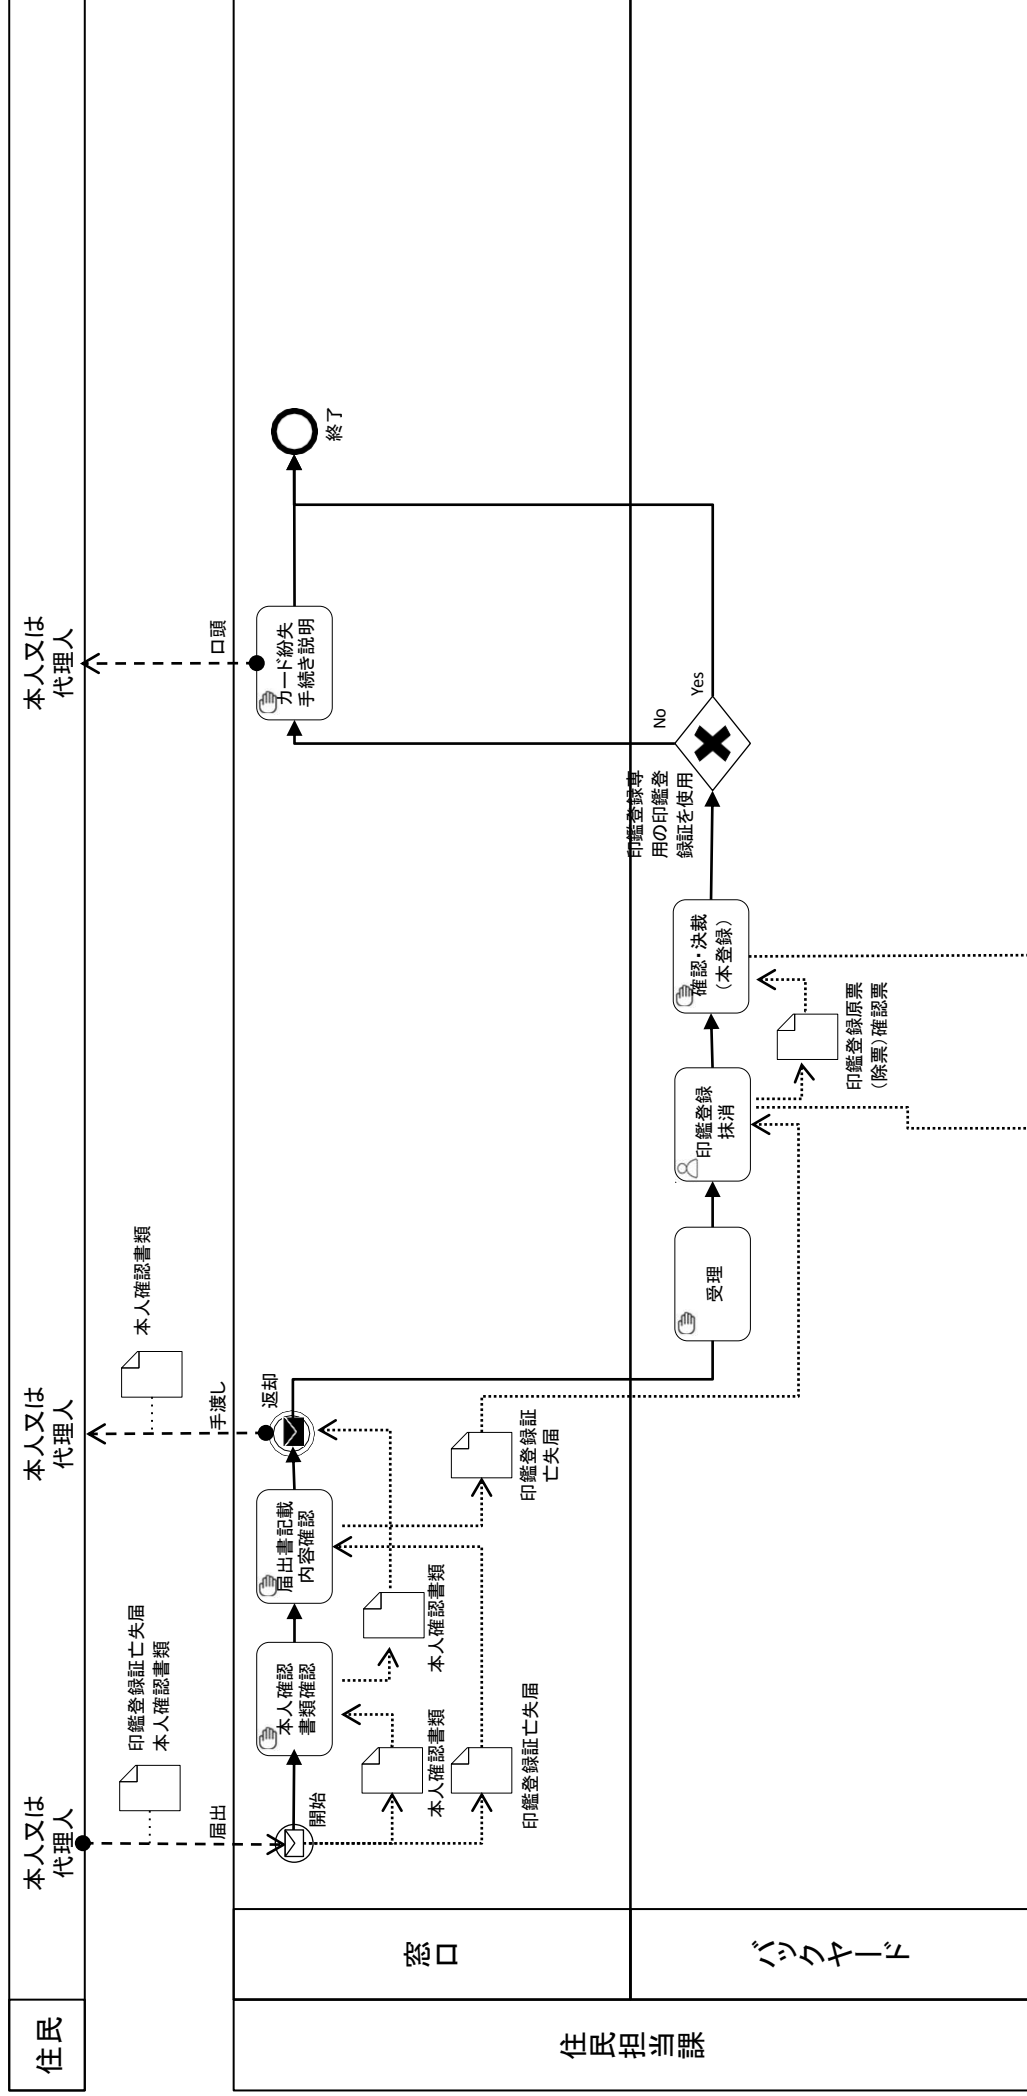 住民
本人又は
代理人
本人又は
代理人
本人又は
代理人
印鑑登録証亡失届
本人確認書類
届出
本人確認書類
手渡し
口頭
住民担当課
窓口
開始
本人確認
書類確認
届出書記載
内容確認
返却
カード紛失
手続き説明
終了
本人確認書類
本人確認書類
印鑑登録証亡失届
印鑑登録証
亡失届
バックヤード
受理
印鑑登録
抹消
確認・決裁
（本登録）
印鑑登録専
用の印鑑登
録証を使用
No
Yes
印鑑登録原票
（除票）確認票